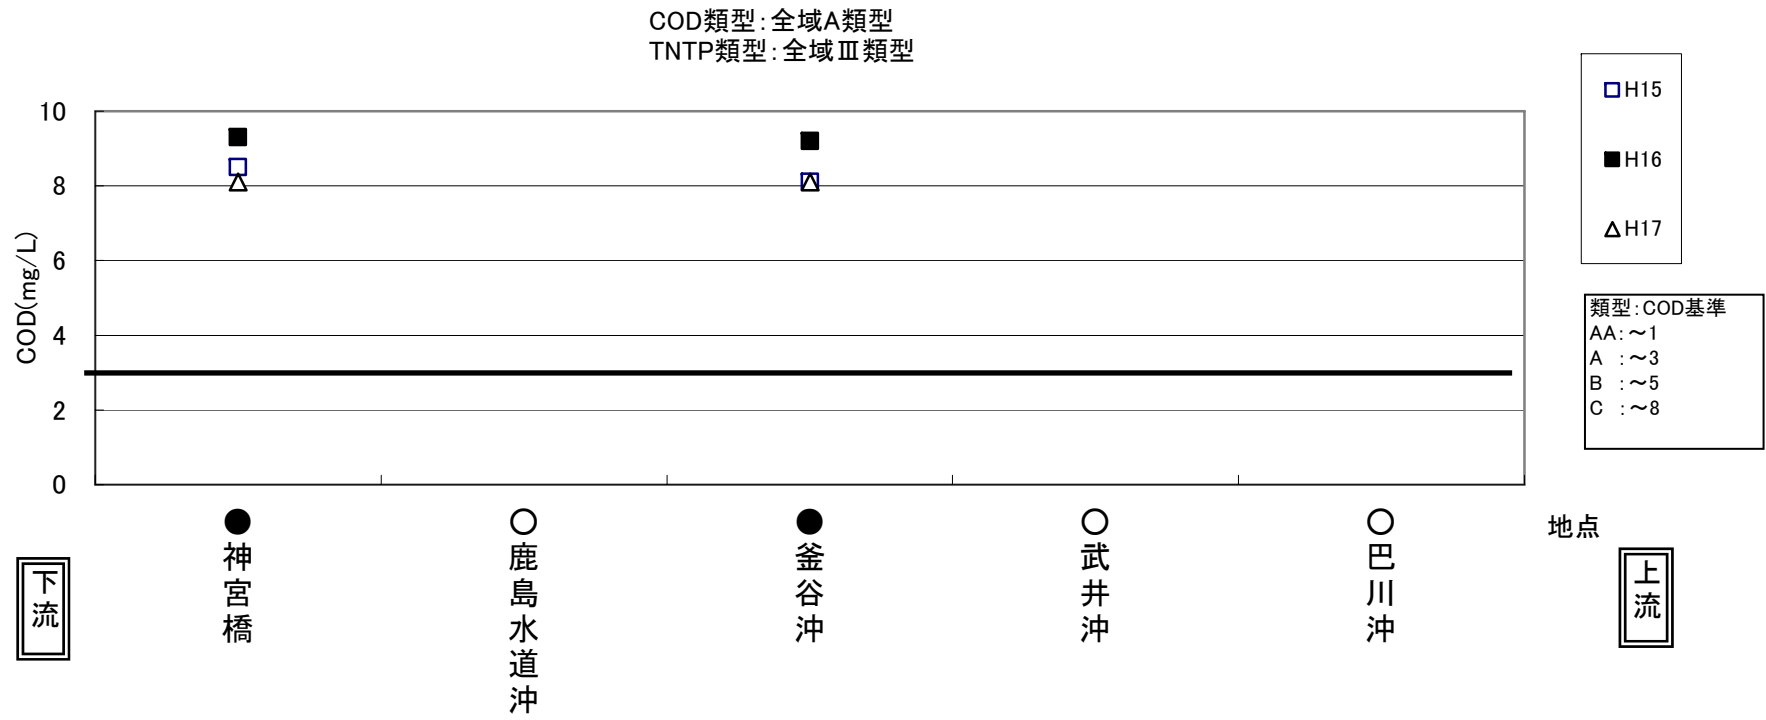 COD類型：全域A類型
TNTP類型：全域Ⅲ類型
H15
H16
H17
類型：COD基準
AA：～1
A ：～3
B ：～5
C ：～8
COD(mg/L)
10
8
6
4
2
0
神宮橋
鹿島水道沖
釜谷沖
武井沖
巴川沖
地点
下流
上流